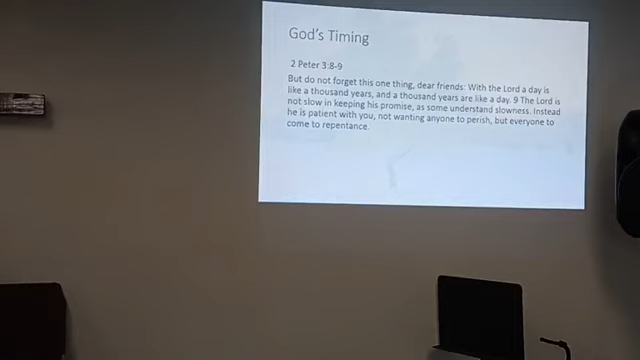 God's Timing
2 Peter 3:8-9
But do not forget this one thing, dear friends: With the Lord a day is
like a thousand years, and a thousand years are like a day. 9 The Lord is
not slow in keeping his promise, as some understand slowness. Instead
he is patient with you, not wanting anyone to perish, but everyone to
come to repentance.